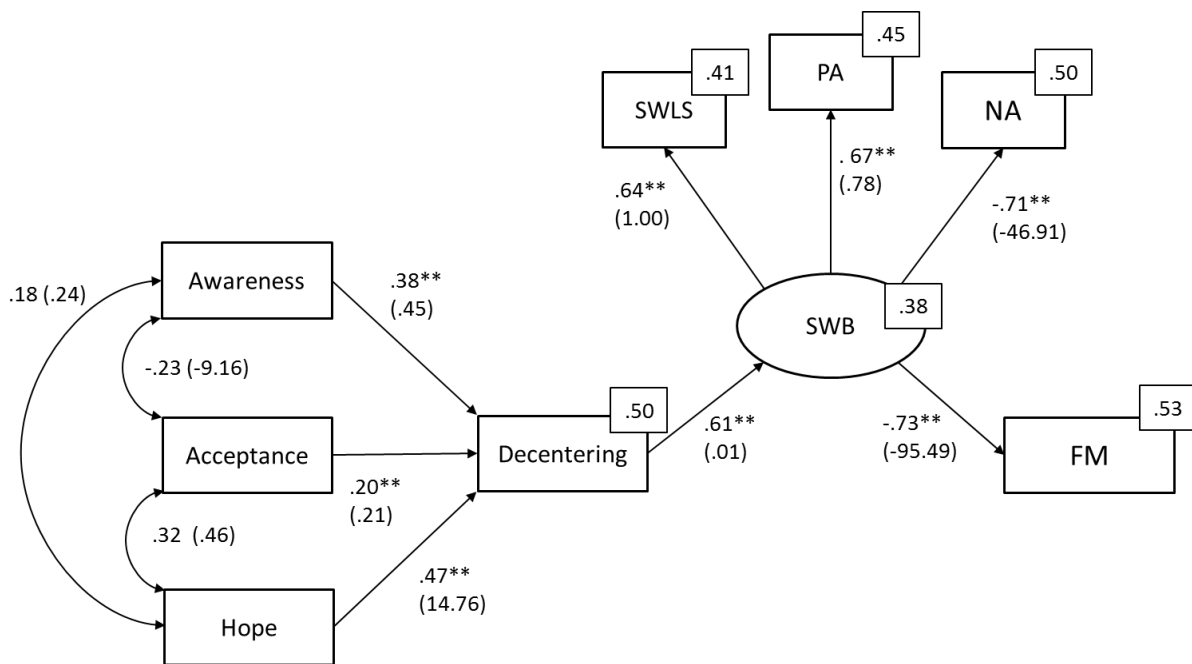 .45
PA
.41
SWLS
.50
NA
.64**
(1.00)
. 67**
(.78)
-.71**
(-46.91)
.18 (.24)
Awareness
.38**
(.45)
SWB
.38
-.23 (-9.16)
.50
Decentering
.61**
(.01)
-.73**
(-95.49)
.53
FM
Acceptance
.20**
(.21)
.32  (.46)
.47**
(14.76)
Hope